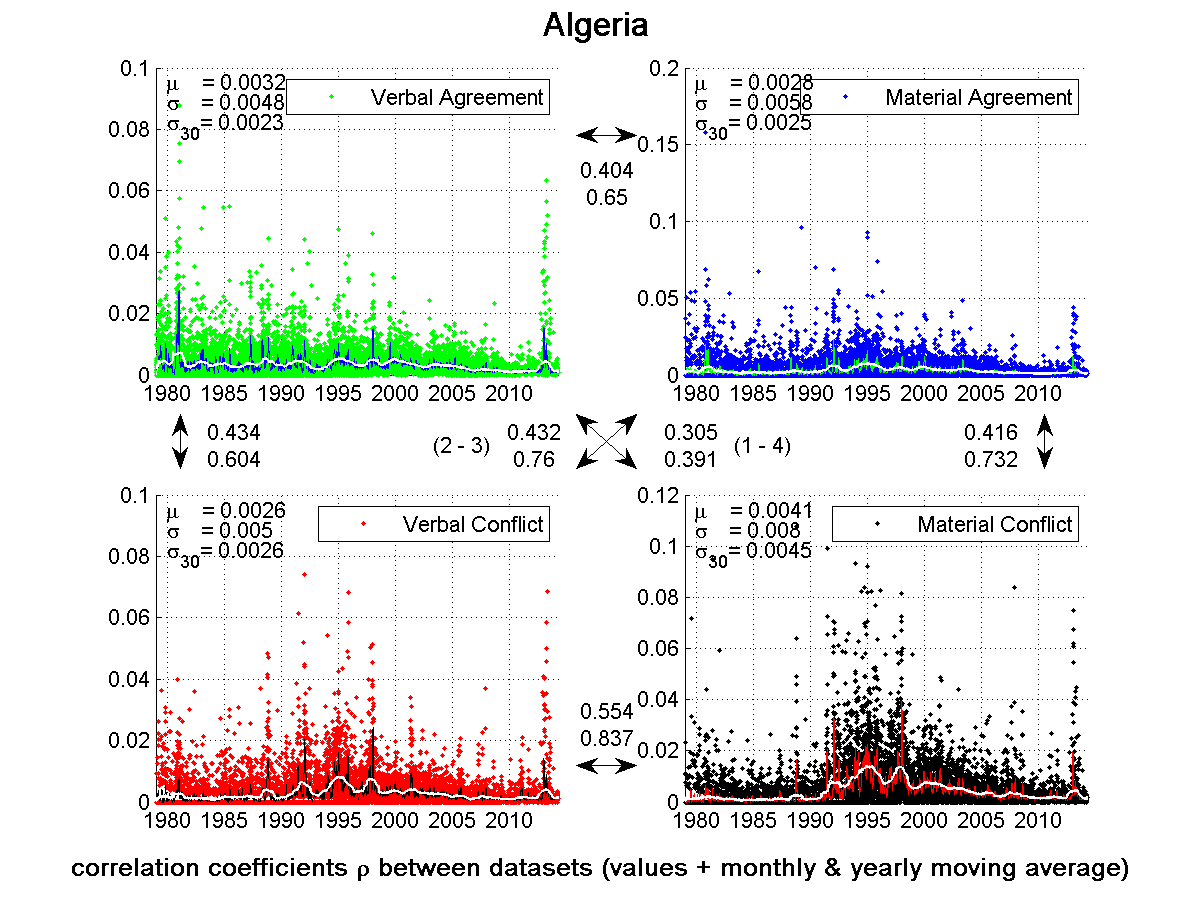 Algeria
0.1
0.08
0.06
0.04
0.02
0
μ = 0.0032
σ = 0.0048
σ30 = 0.0023
Verbal Agreement
1980 1985 1990 1995 2000 2005 2010
0.404
0.65
0.2
0.15
0.1
0.05
0
μ = 0.0028
σ = 0.0058
σ30 = 0.0025
Material Agreement
1980 1985 1990 1995 2000 2005 2010
0.434
0.604
(2 - 3)
0.432
0.76
0.305
0.391
(1 - 4)
0.416
0.732
0.1
0.08
0.06
0.04
0.02
0
μ = 0.0026
σ = 0.005
σ30 = 0.0026
Verbal Conflict
1980 1985 1990 1995 2000 2005 2010
0.554
0.837
0.12
0.1
0.08
0.06
0.04
0.02
0
μ = 0.0041
σ = 0.008
σ30 = 0.0045
Material Conflict
1980 1985 1990 1995 2000 2005 2010
correlation coefficients ρ between datasets (values + monthly & yearly moving average)